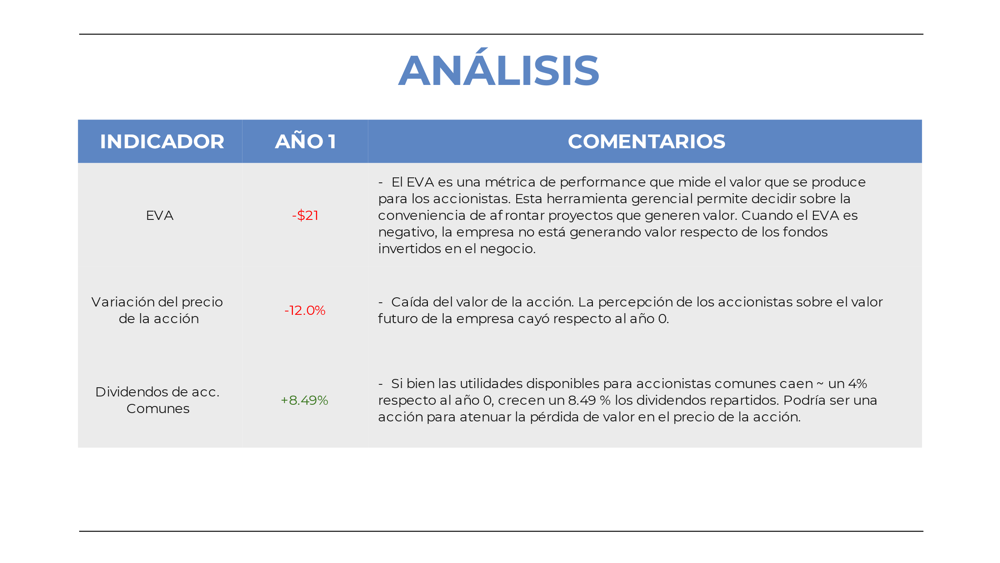 ANÁLISIS
INDICADOR
AÑO 1
COMENTARIOS
EVA
-$21
- El EVA es una métrica de performance que mide el valor que se produce
para los accionistas. Esta herramienta gerencial permite decidir sobre la
conveniencia de afrontar proyectos que generen valor. Cuando el EVA es
negativo, la empresa no está generando valor respecto de los fondos
invertidos en el negocio.
Variación del precio
de la acción
-12.0%
- Caída del valor de la acción. La percepción de los accionistas sobre el valor
futuro de la empresa cayó respecto al año 0.
Dividendos de acc.
Comunes
+8.49%
- Si bien las utilidades disponibles para accionistas comunes caen ~ un 4%
respecto al año 0, crecen un 8.49 % los dividendos repartidos. Podría ser una
acción para atenuar la pérdida de valor en el precio de la acción.